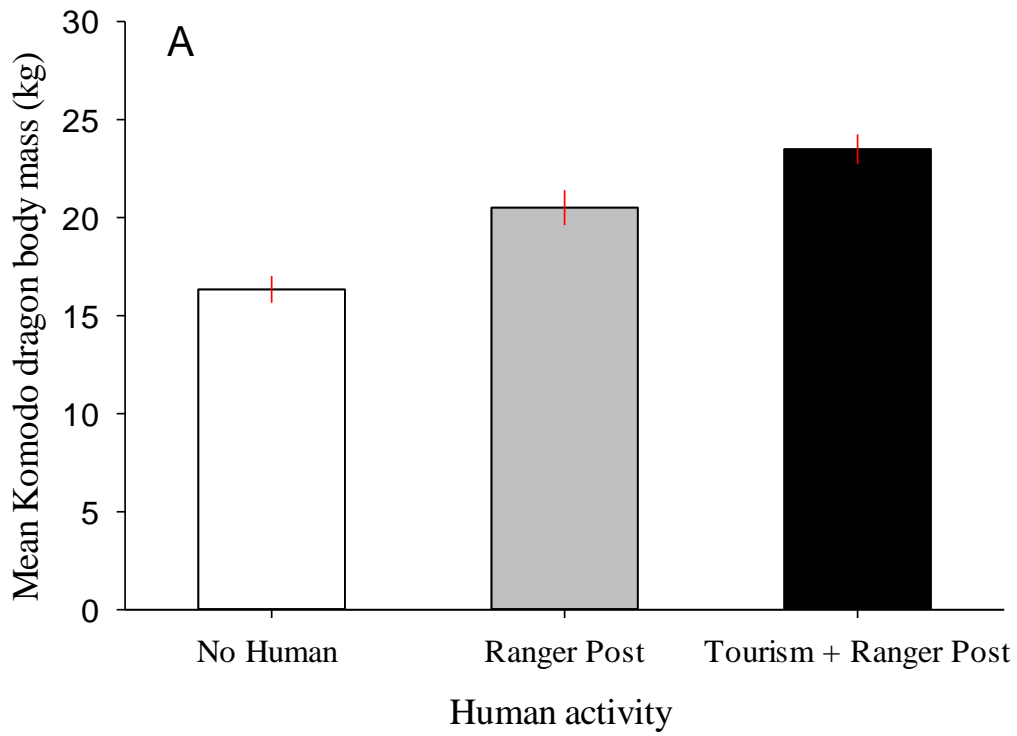 A
Mean Komodo dragon body mass (kg)
30
25
20
15
10
5
0
No Human
Ranger Post
Tourism + Ranger Post
Human activity